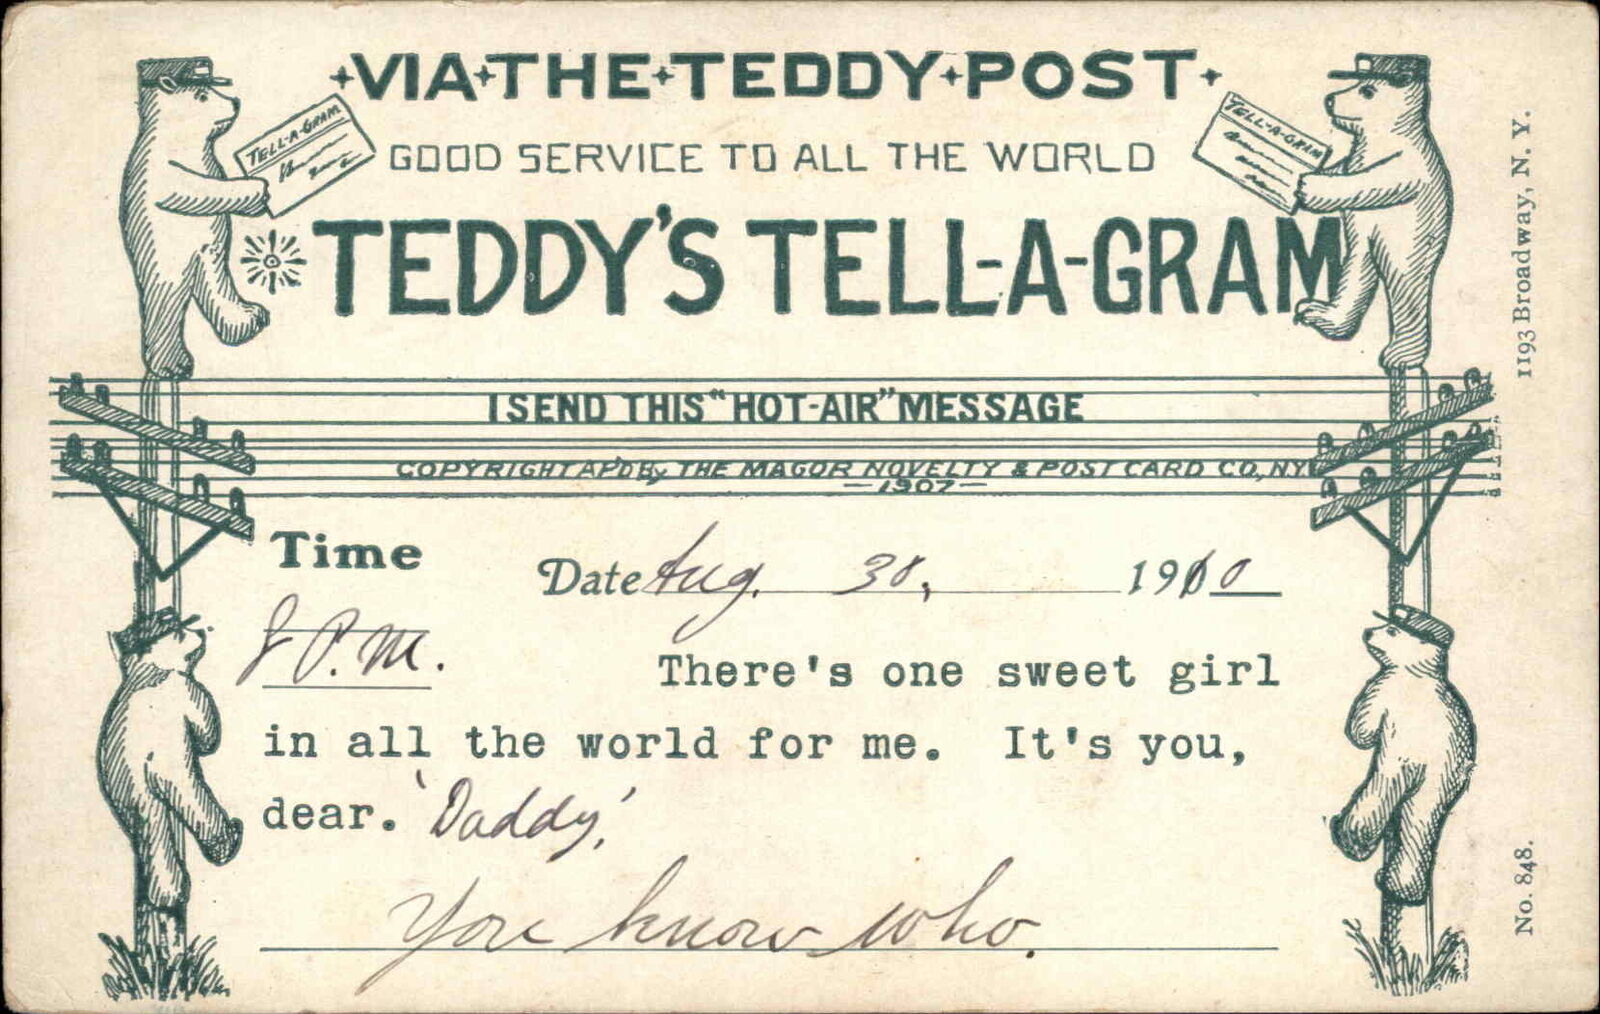 VIA THE TEDDY POST
TELL-A-GRAM
TELL-A-GRAM
GOOD SERVICE TO ALL THE WORLD
TEDDY'S TELL-A-GRAM
I SEND THIS "HOT-AIR" MESSAGE
COPYRIGHT AP'D By THE MAGOR NOVELTY & POST CARD CO., NY
—1907—
Time
Date Aug. 30, 1910
8 P.M.
There's one sweet girl
in all the world for me. It's you,
dear. 'Daddy,'
You know who.
1193 Broadway, N. Y.
No. 848.